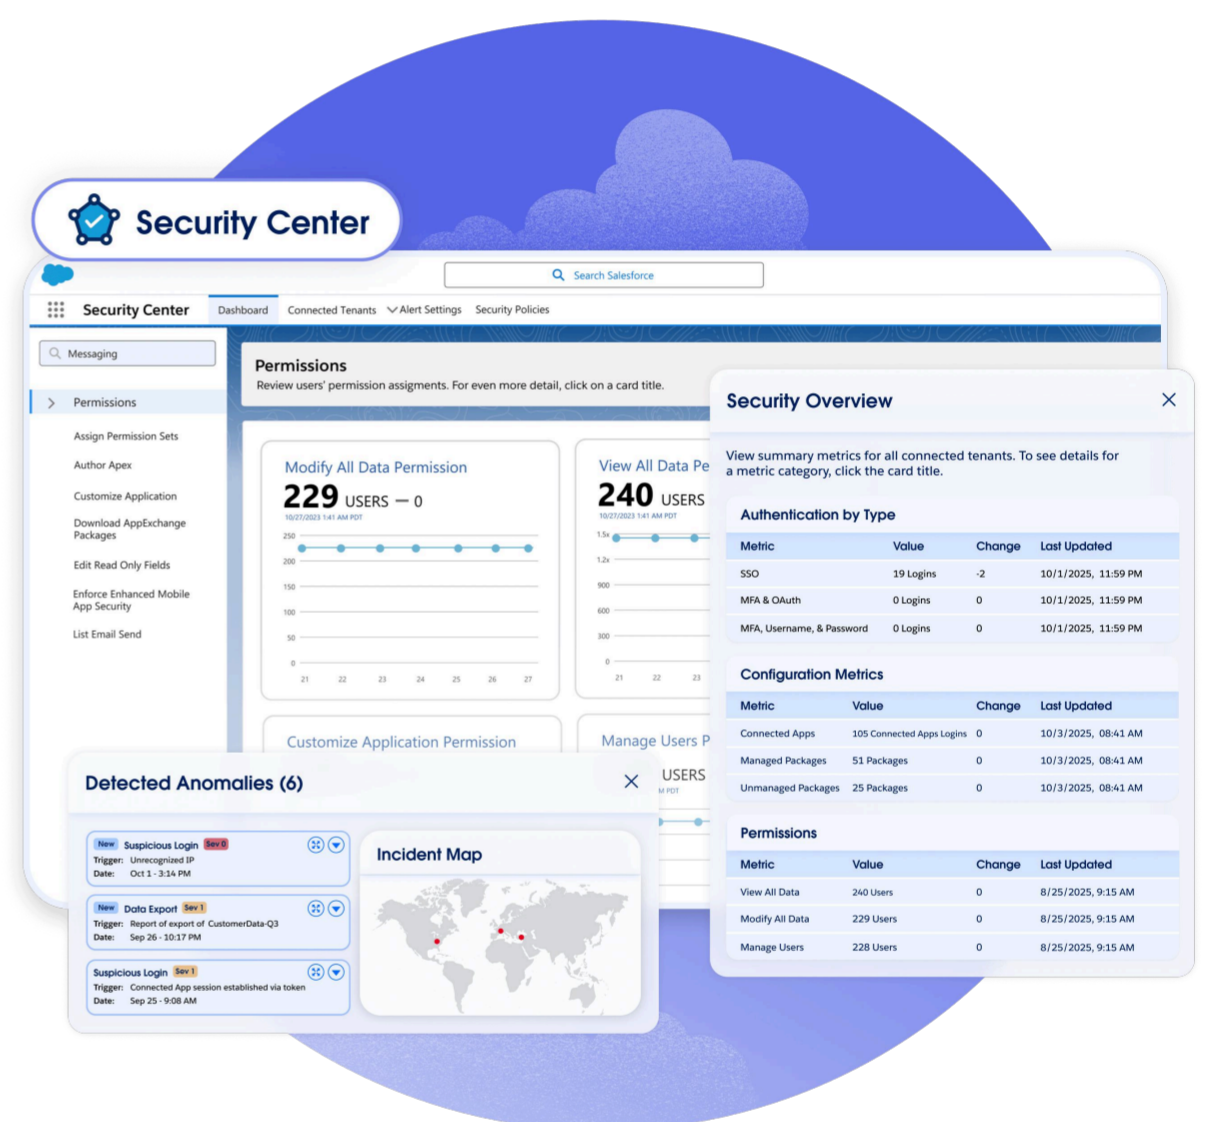 Security Center
Search Salesforce
Security Center
Dashboard
Connected Tenants
Alert Settings
Security Policies
Messaging
Permissions
Assign Permission Sets
Author Apex
Customize Application
Download AppExchange
Packages
Edit Read Only Fields
Enforce Enhanced Mobile
App Security
List Email Send
Permissions
Review users' permission assigments. For even more detail, click on a card title.
Modify All Data Permission
229 USERS — 0
10/27/2023 1:41 AM PDT
250
200
150
100
50
0
21 22 23 24 25 26 27
View All Data Pe
240 USERS
10/27/2023 1:41 AM PDT
1.5x
1.2x
900
600
300
0
21 22 23
Customize Application Permission
Manage Users P
USERS
M PDT
Security Overview
View summary metrics for all connected tenants. To see details for
a metric category, click the card title.
Authentication by Type
Metric Value Change Last Updated
SSO 19 Logins -2 10/1/2025, 11:59 PM
MFA & OAuth 0 Logins 0 10/1/2025, 11:59 PM
MFA, Username, & Password 0 Logins 0 10/1/2025, 11:59 PM
Configuration Metrics
Metric Value Change Last Updated
Connected Apps 105 Connected Apps Logins 0 10/3/2025, 08:41 AM
Managed Packages 51 Packages 0 10/3/2025, 08:41 AM
Unmanaged Packages 25 Packages 0 10/3/2025, 08:41 AM
Permissions
Metric Value Change Last Updated
View All Data 240 Users 0 8/25/2025, 9:15 AM
Modify All Data 229 Users 0 8/25/2025, 9:15 AM
Manage Users 228 Users 0 8/25/2025, 9:15 AM
Detected Anomalies (6)
New Suspicious Login Sev 0
Trigger: Unrecognized IP
Date: Oct 1 - 3:14 PM
New Data Export Sev 1
Trigger: Report of export of CustomerData-Q3
Date: Sep 26 - 10:17 PM
Suspicious Login Sev 1
Trigger: Connected App session established via token
Date: Sep 25 - 9:08 AM
Incident Map